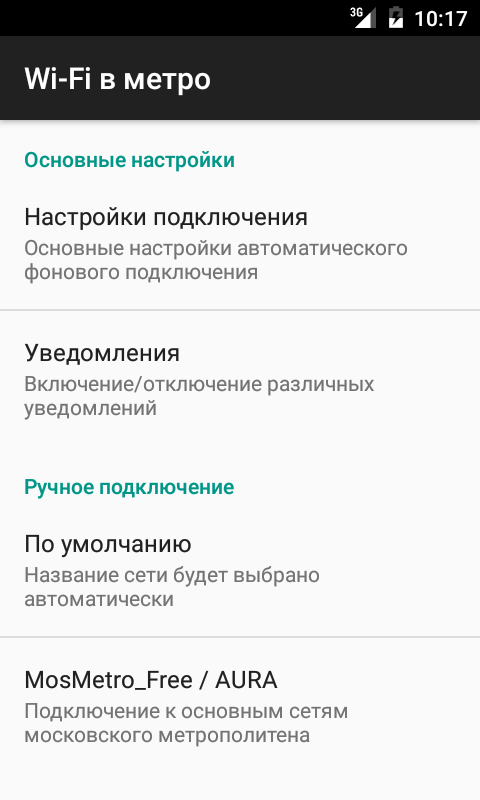 3G 10:17
Wi-Fi в метро
Основные настройки
Настройки подключения
Основные настройки автоматического
фонового подключения
Уведомления
Включение/отключение различных
уведомлений
Ручное подключение
По умолчанию
Название сети будет выбрано
автоматически
MosMetro_Free / AURA
Подключение к основным сетям
московского метрополитена